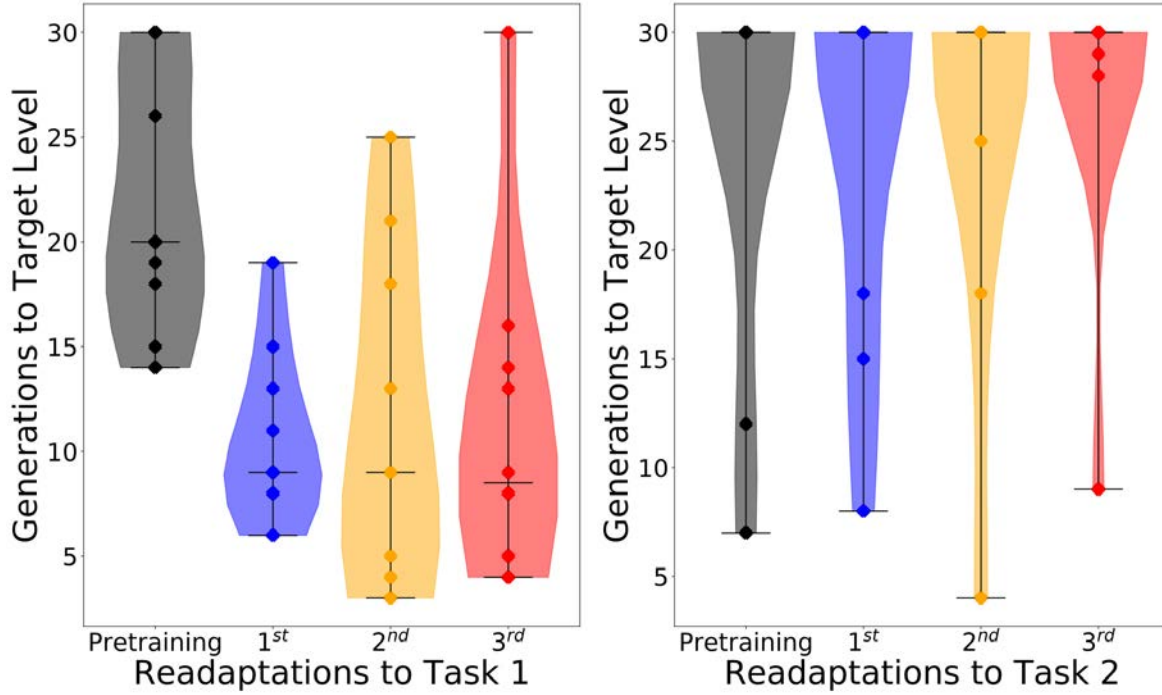 Generations to Target Level
30
25
20
15
10
5
Pretraining 1st 2nd 3rd
Readaptations to Task 1
Generations to Target Level
30
25
20
15
10
5
Pretraining 1st 2nd 3rd
Readaptations to Task 2